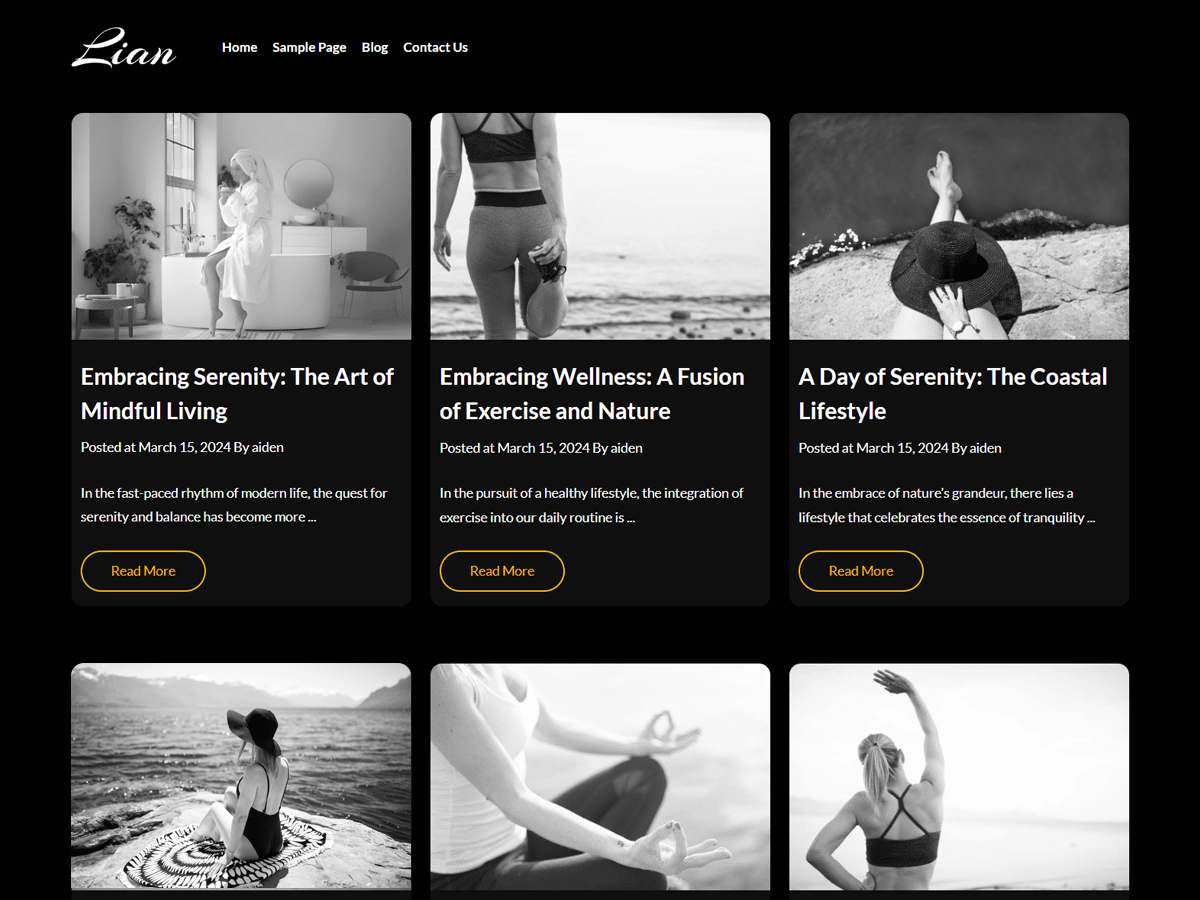 Lian
Home Sample Page Blog Contact Us
Embracing Serenity: The Art of
Mindful Living
Posted at March 15, 2024 By aiden
In the fast-paced rhythm of modern life, the quest for
serenity and balance has become more ...
Read More
Embracing Wellness: A Fusion
of Exercise and Nature
Posted at March 15, 2024 By aiden
In the pursuit of a healthy lifestyle, the integration of
exercise into our daily routine is ...
Read More
A Day of Serenity: The Coastal
Lifestyle
Posted at March 15, 2024 By aiden
In the embrace of nature's grandeur, there lies a
lifestyle that celebrates the essence of tranquility ...
Read More